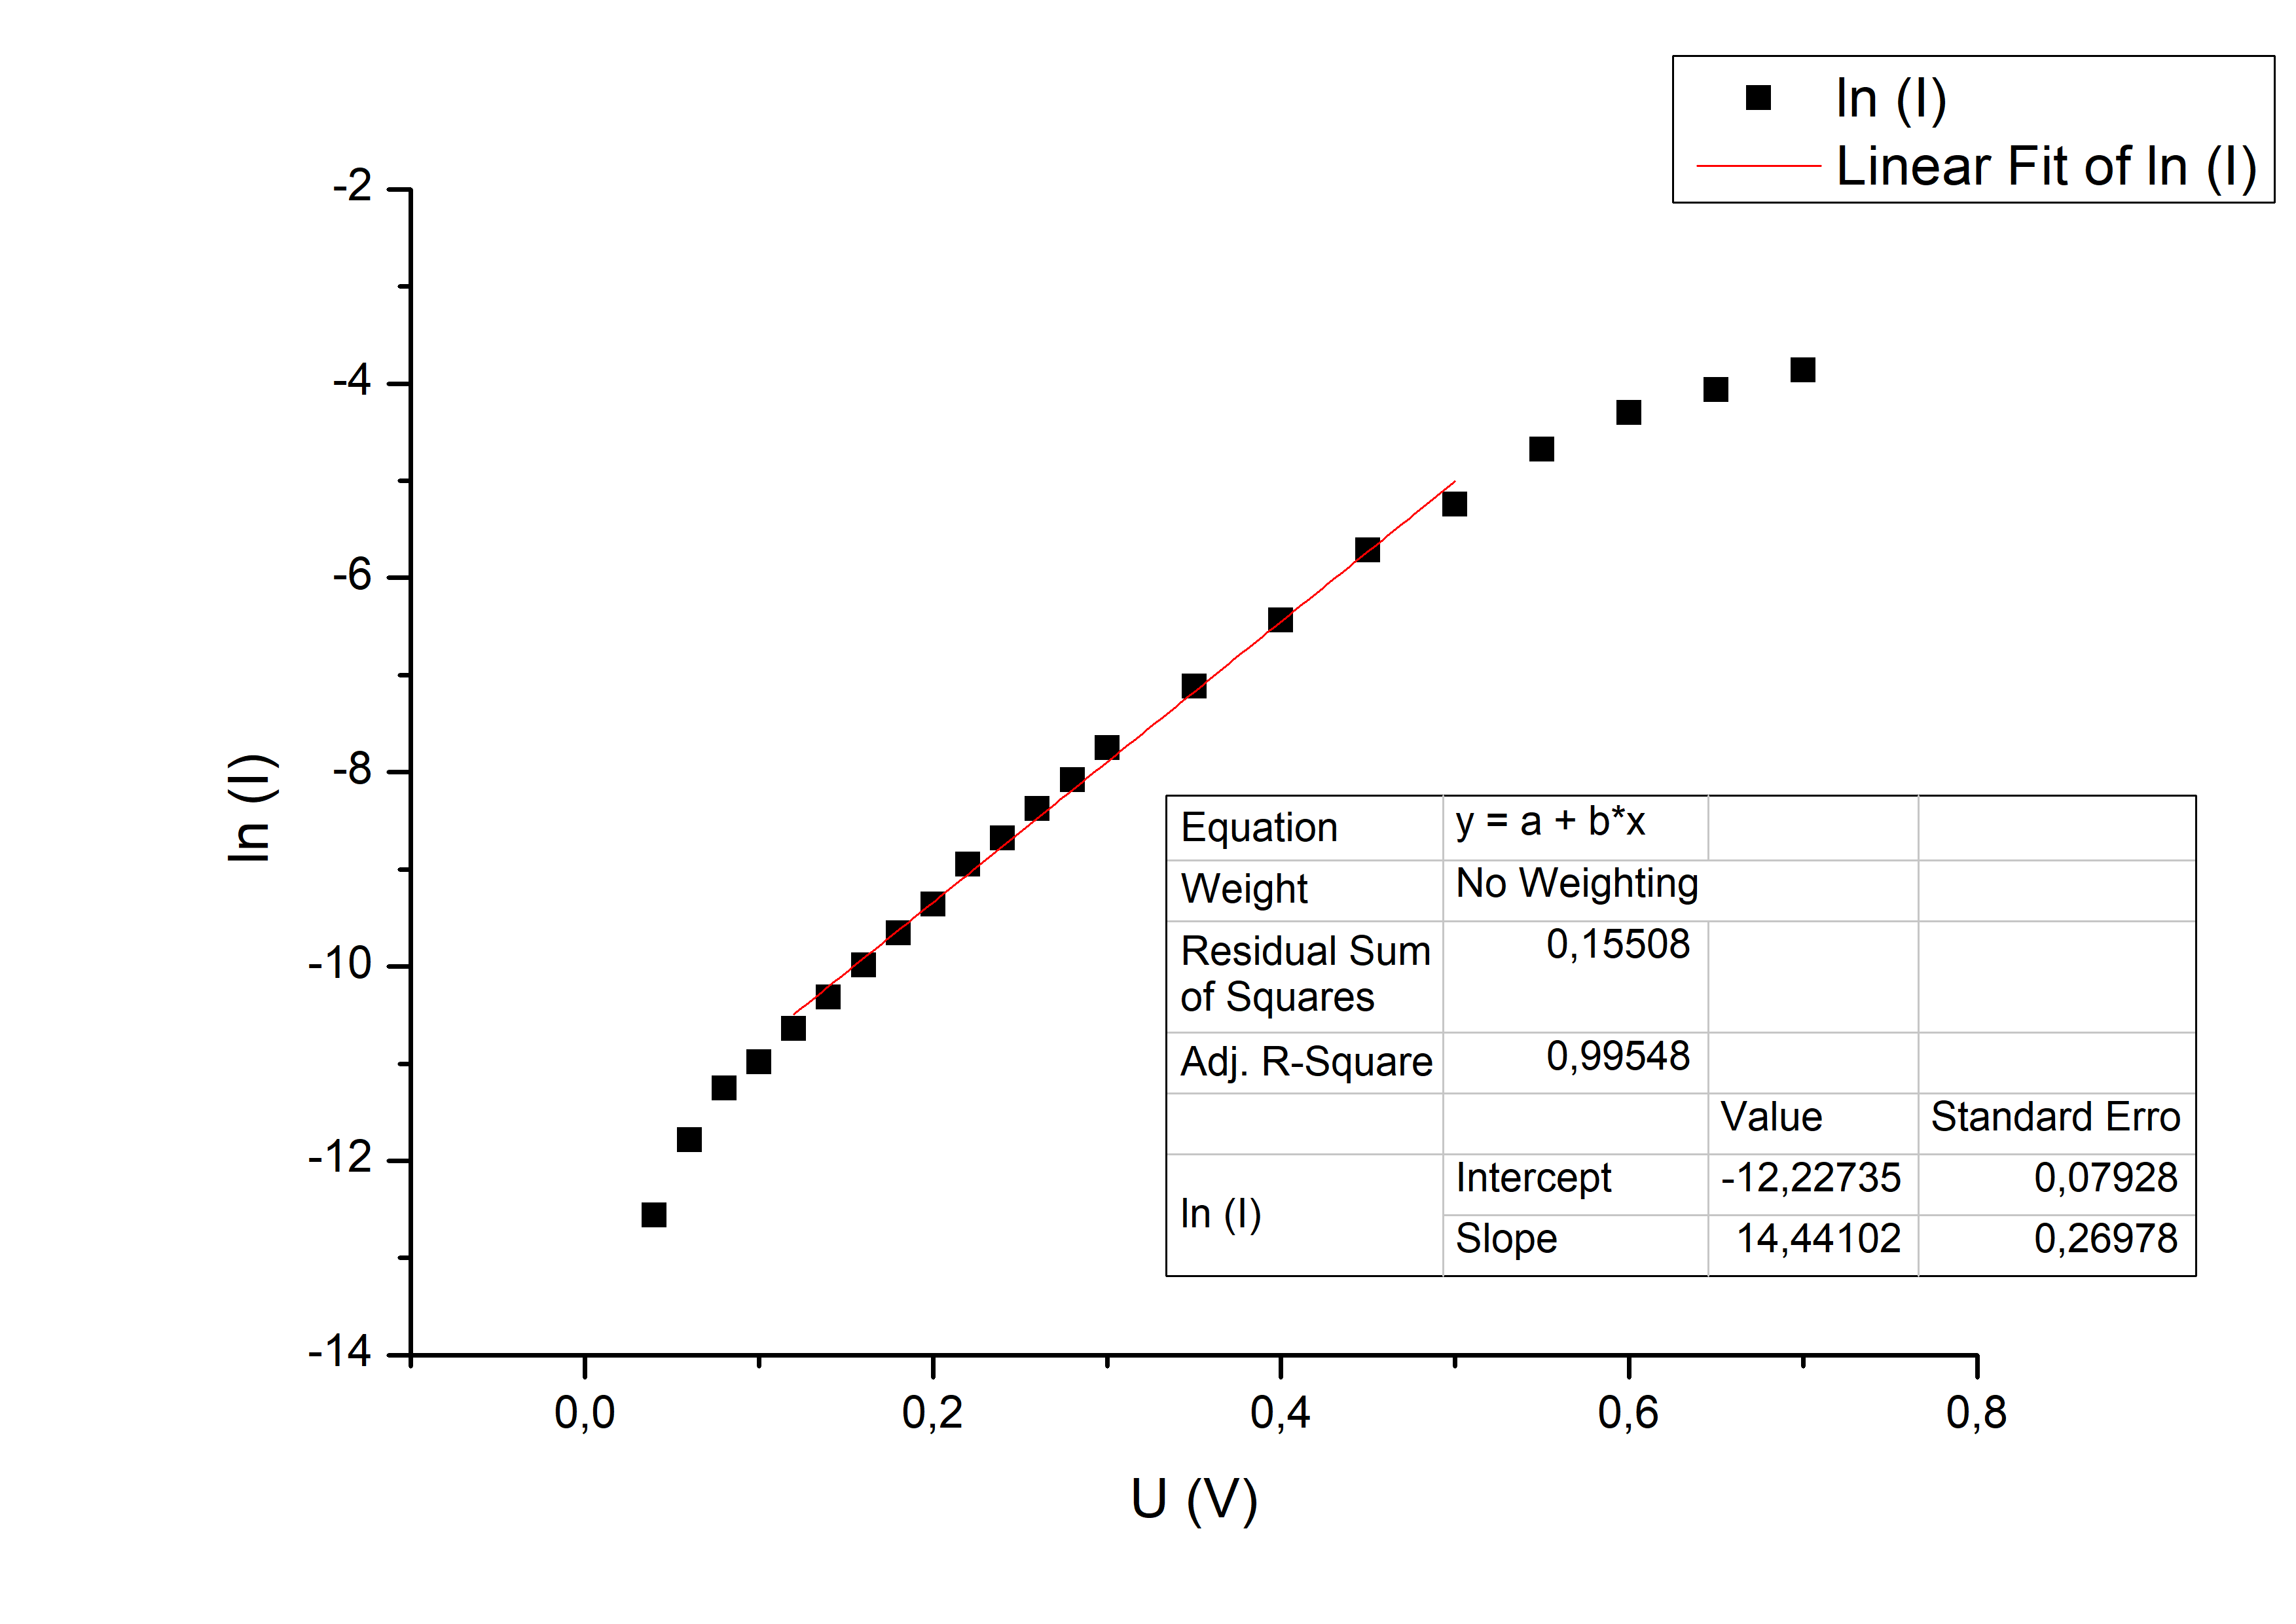 ln (I)
Linear Fit of ln (I)
-2
-4
-6
-8
-10
-12
-14
ln (I)
Equation y = a + b*x
Weight No Weighting
Residual Sum 0,15508
of Squares
Adj. R-Square 0,99548
Value Standard Erro
ln (I) Intercept -12,22735 0,07928
Slope 14,44102 0,26978
0,0 0,2 0,4 0,6 0,8
U (V)